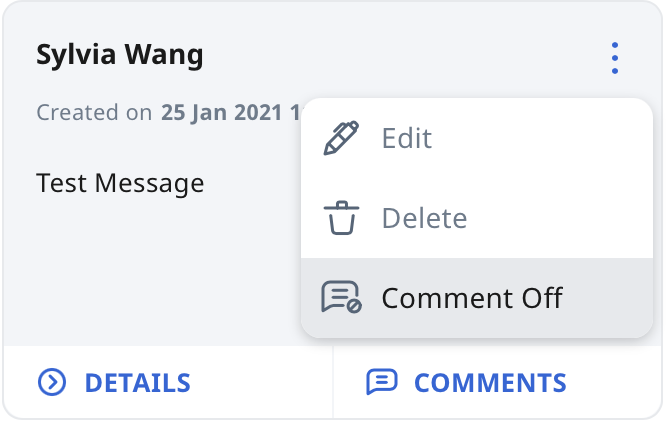 Sylvia Wang
Created on 25 Jan 2021 1
Edit
Test Message
Delete
Comment Off
DETAILS
COMMENTS